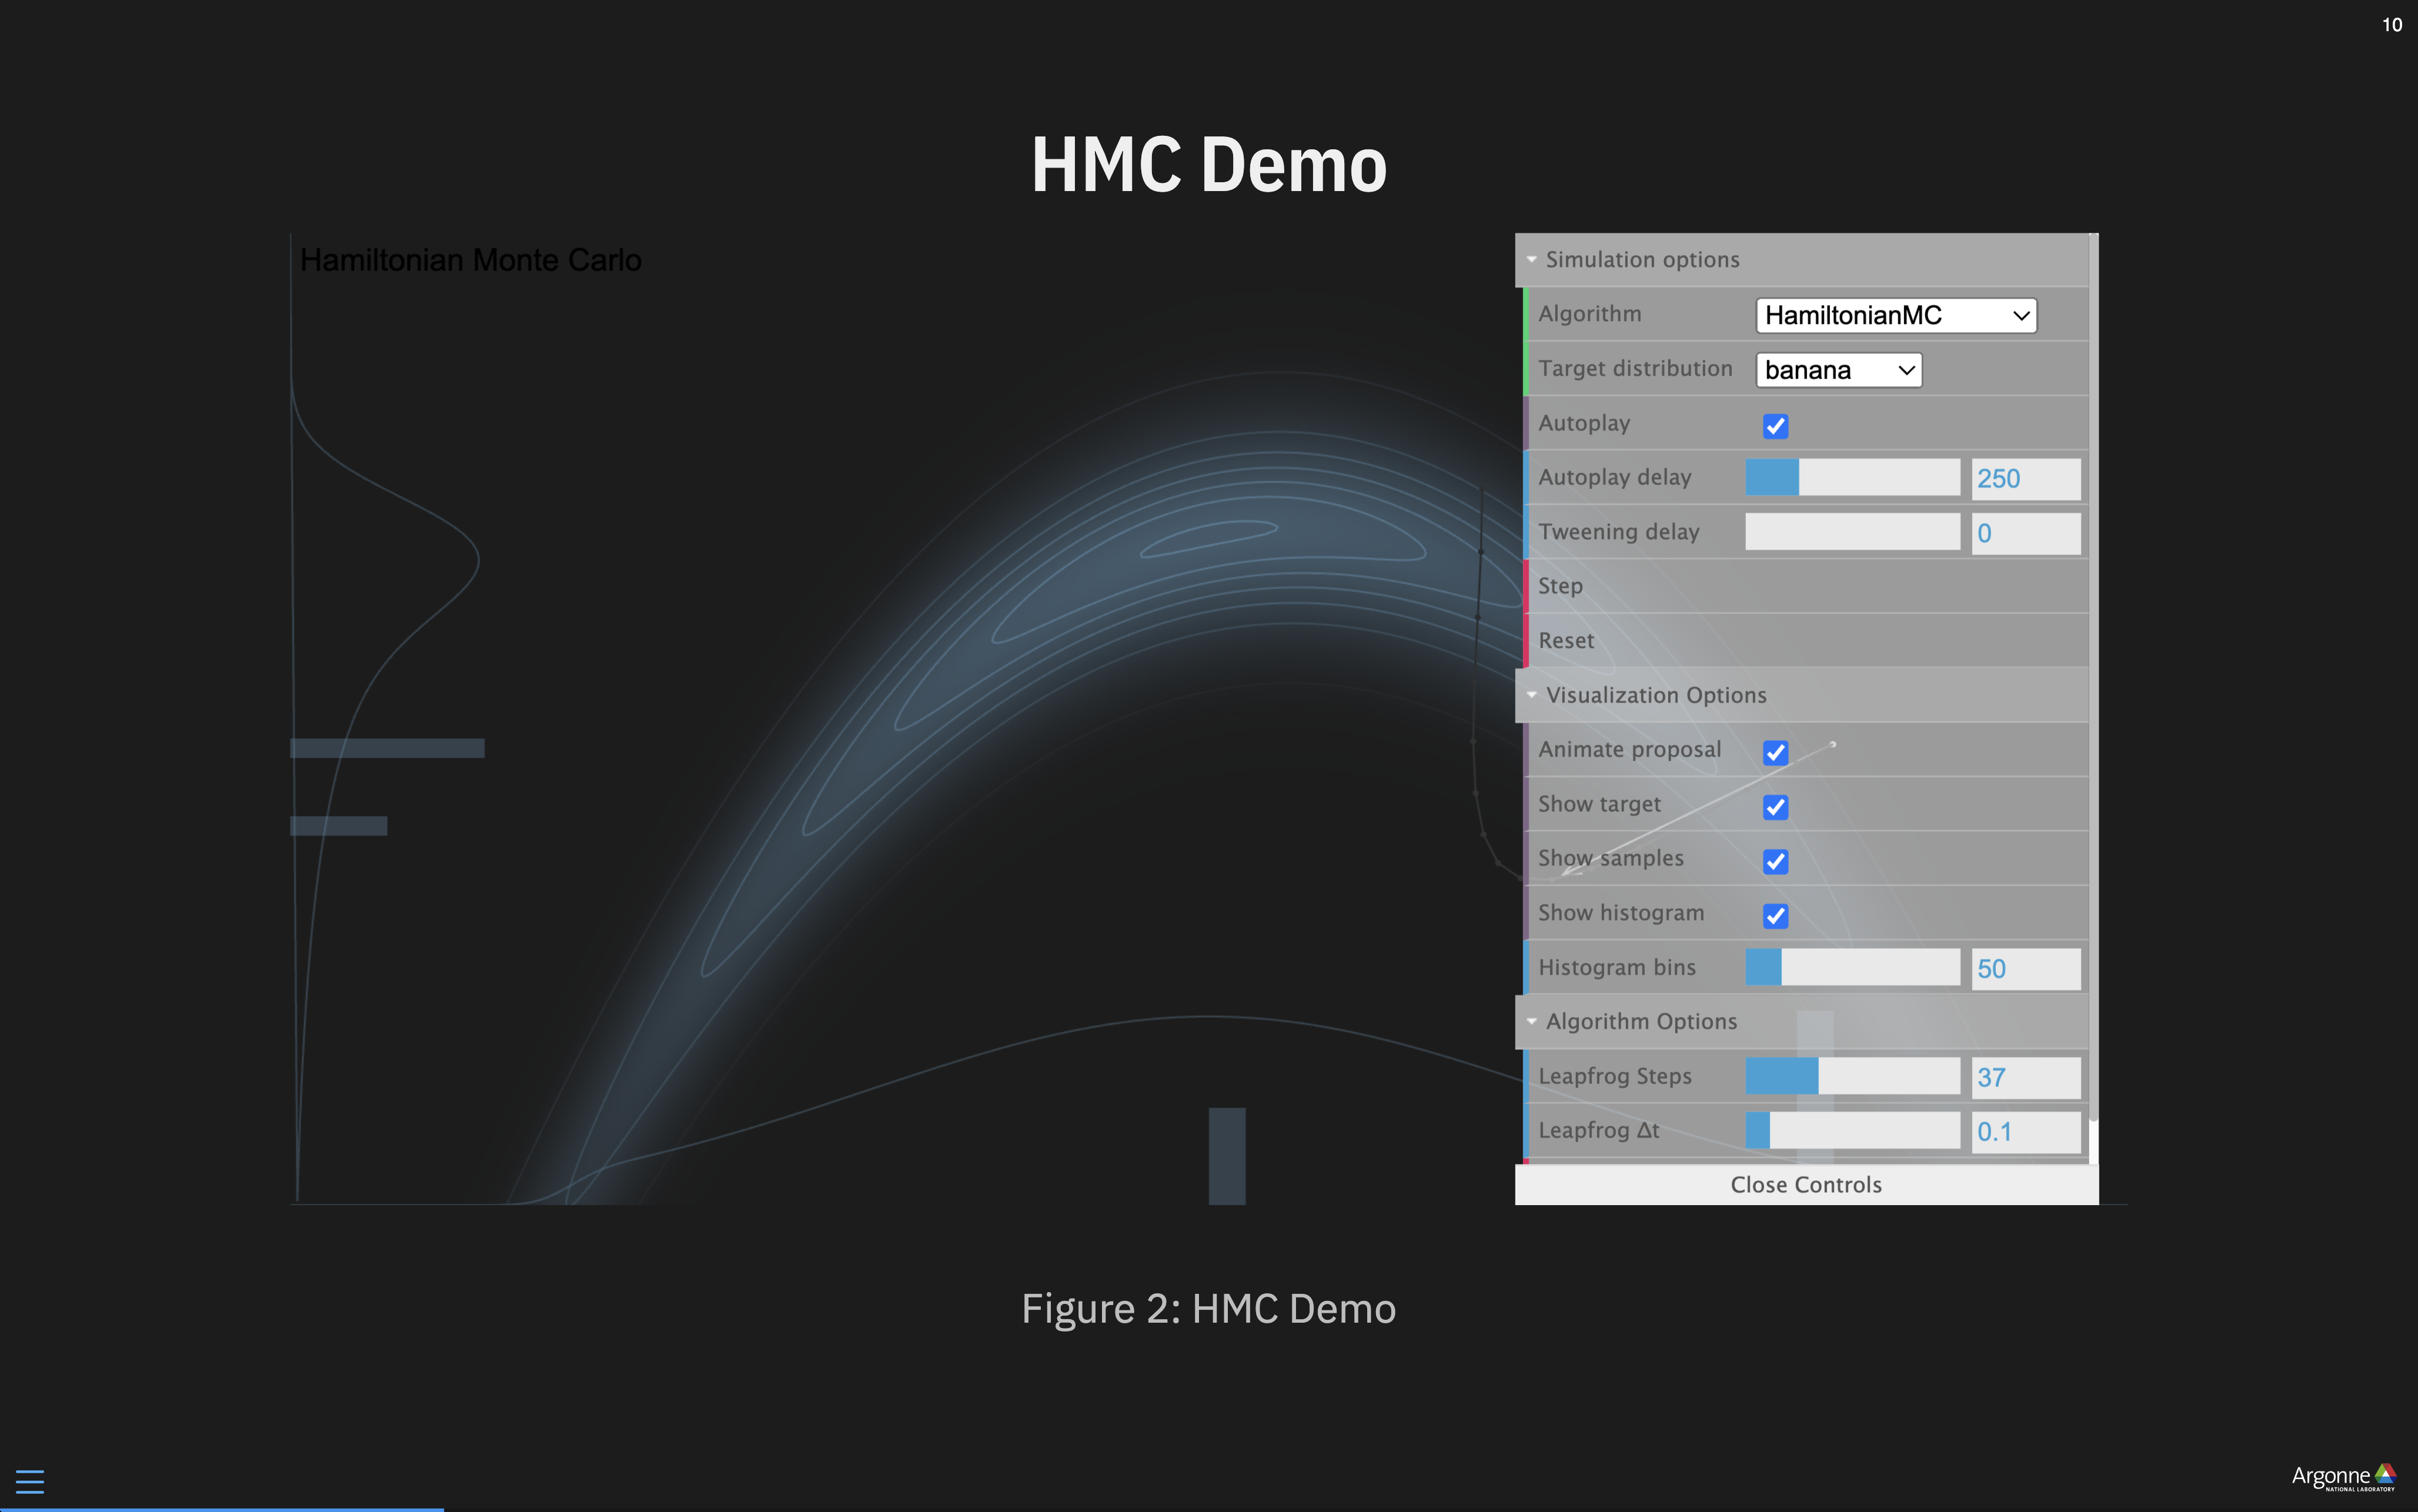 10
HMC Demo
Hamiltonian Monte Carlo
Simulation options
Algorithm HamiltonianMC
Target distribution banana
Autoplay
Autoplay delay 250
Tweening delay 0
Step
Reset
Visualization Options
Animate proposal
Show target
Show samples
Show histogram
Histogram bins 50
Algorithm Options
Leapfrog Steps 37
Leapfrog Δt 0.1
Close Controls
Figure 2: HMC Demo
Argonne
NATIONAL LABORATORY